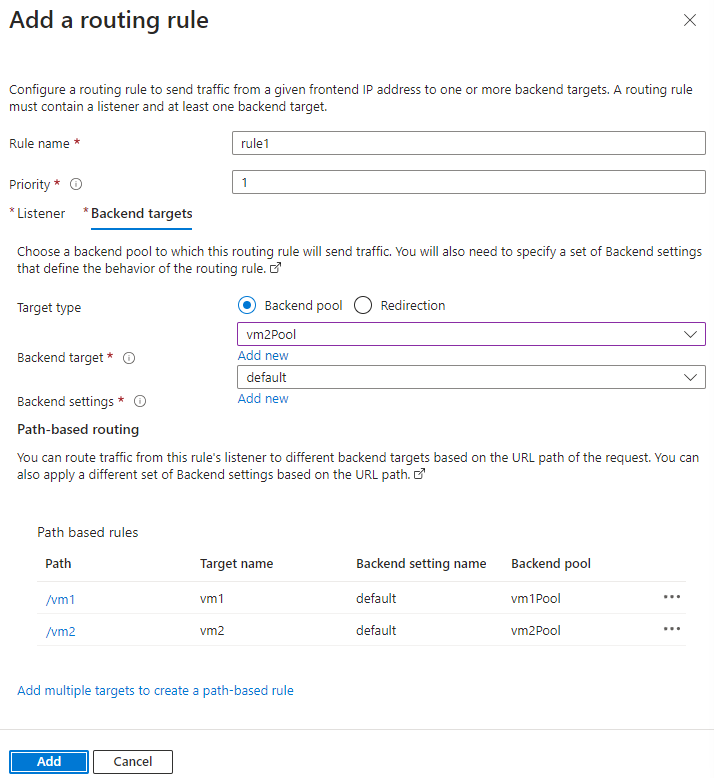 Add a routing rule
Configure a routing rule to send traffic from a given frontend IP address to one or more backend targets. A routing rule
must contain a listener and at least one backend target.
Rule name * rule1
Priority * 1
* Listener * Backend targets
Choose a backend pool to which this routing rule will send traffic. You will also need to specify a set of Backend settings
that define the behavior of the routing rule.
Target type Backend pool Redirection
vm2Pool
Backend target * Add new
default
Backend settings * Add new
Path-based routing
You can route traffic from this rule's listener to different backend targets based on the URL path of the request. You can
also apply a different set of Backend settings based on the URL path.
Path based rules
Path Target name Backend setting name Backend pool
/vm1 vm1 default vm1Pool
/vm2 vm2 default vm2Pool
Add multiple targets to create a path-based rule
Add Cancel